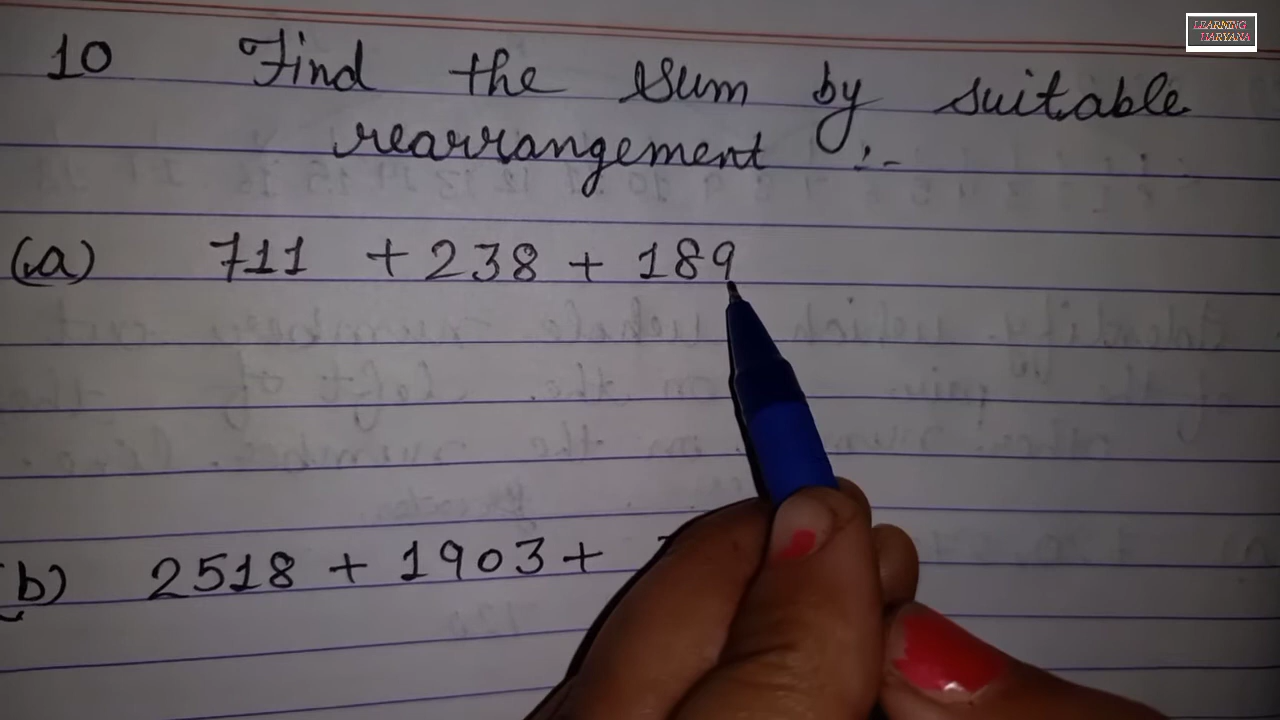 LEARNING
HARYANA
10 Find the sum by suitable
rearrangement :-
(a) 711 + 238 + 189
(b) 2518 + 1903 +